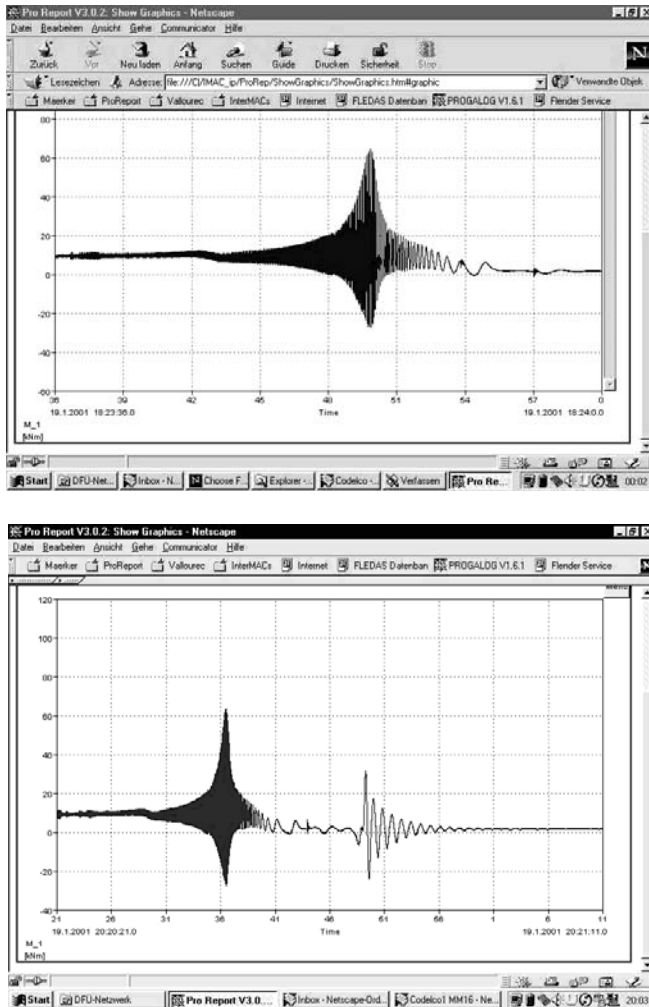 Pro Report V3.0.2: Show Graphics - Netscape
Datei Bearbeiten Ansicht Gehe Communicator Hilfe
Zurück Vor Neu laden Anfang Suchen Guide Drucken Sicherheit Stop
Lesezeichen Adresse: file:///C|/IMAC_ip/ProRep/ShowGraphics/ShowGraphics.htm#graphic Verwandte Objek
Maerker ProReport Vallourec InterMACs Internet FLEDAS Datenban PROGALOG V1.6.1 Flender Service
80
60
40
20
0
-20
-40
-60
36 39 42 45 48 51 54 57 0
19.1.2001 18:23:36.0 Time 19.1.2001 18:24:0.0
M_1
[kNm]
Start DFÜ-Net... Inbox - N... Choose F... Explorer -... Codelco -... Verfassen Pro Re... 00:02
Pro Report V3.0.2: Show Graphics - Netscape
Datei Bearbeiten Ansicht Gehe Communicator Hilfe
Maerker ProReport Vallourec InterMACs Internet FLEDAS Datenban PROGALOG V1.6.1 Flender Service
Menu
120
100
80
60
40
20
0
-20
-40
21 26 31 36 41 46 51 56 1 6 11
19.1.2001 20:20:21.0 Time 19.1.2001 20:21:11.0
M_1
[kNm]
Start DFÜ-Netzwerk Pro Report V3.0.... Inbox - Netscape-Ord... Codelco1 MM16 - Ne... 20:03